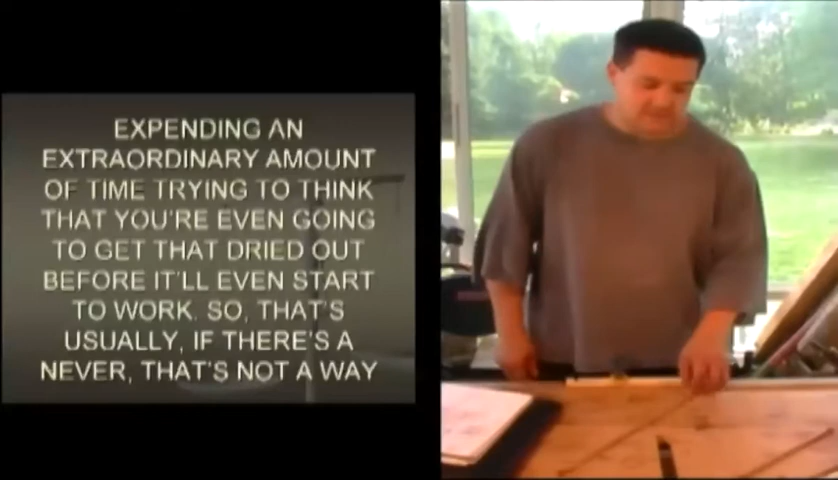 EXPENDING AN
EXTRAORDINARY AMOUNT
OF TIME TRYING TO THINK
THAT YOU'RE EVEN GOING
TO GET THAT DRIED OUT
BEFORE IT'LL EVEN START
TO WORK. SO, THAT'S
USUALLY, IF THERE'S A
NEVER, THAT'S NOT A WAY